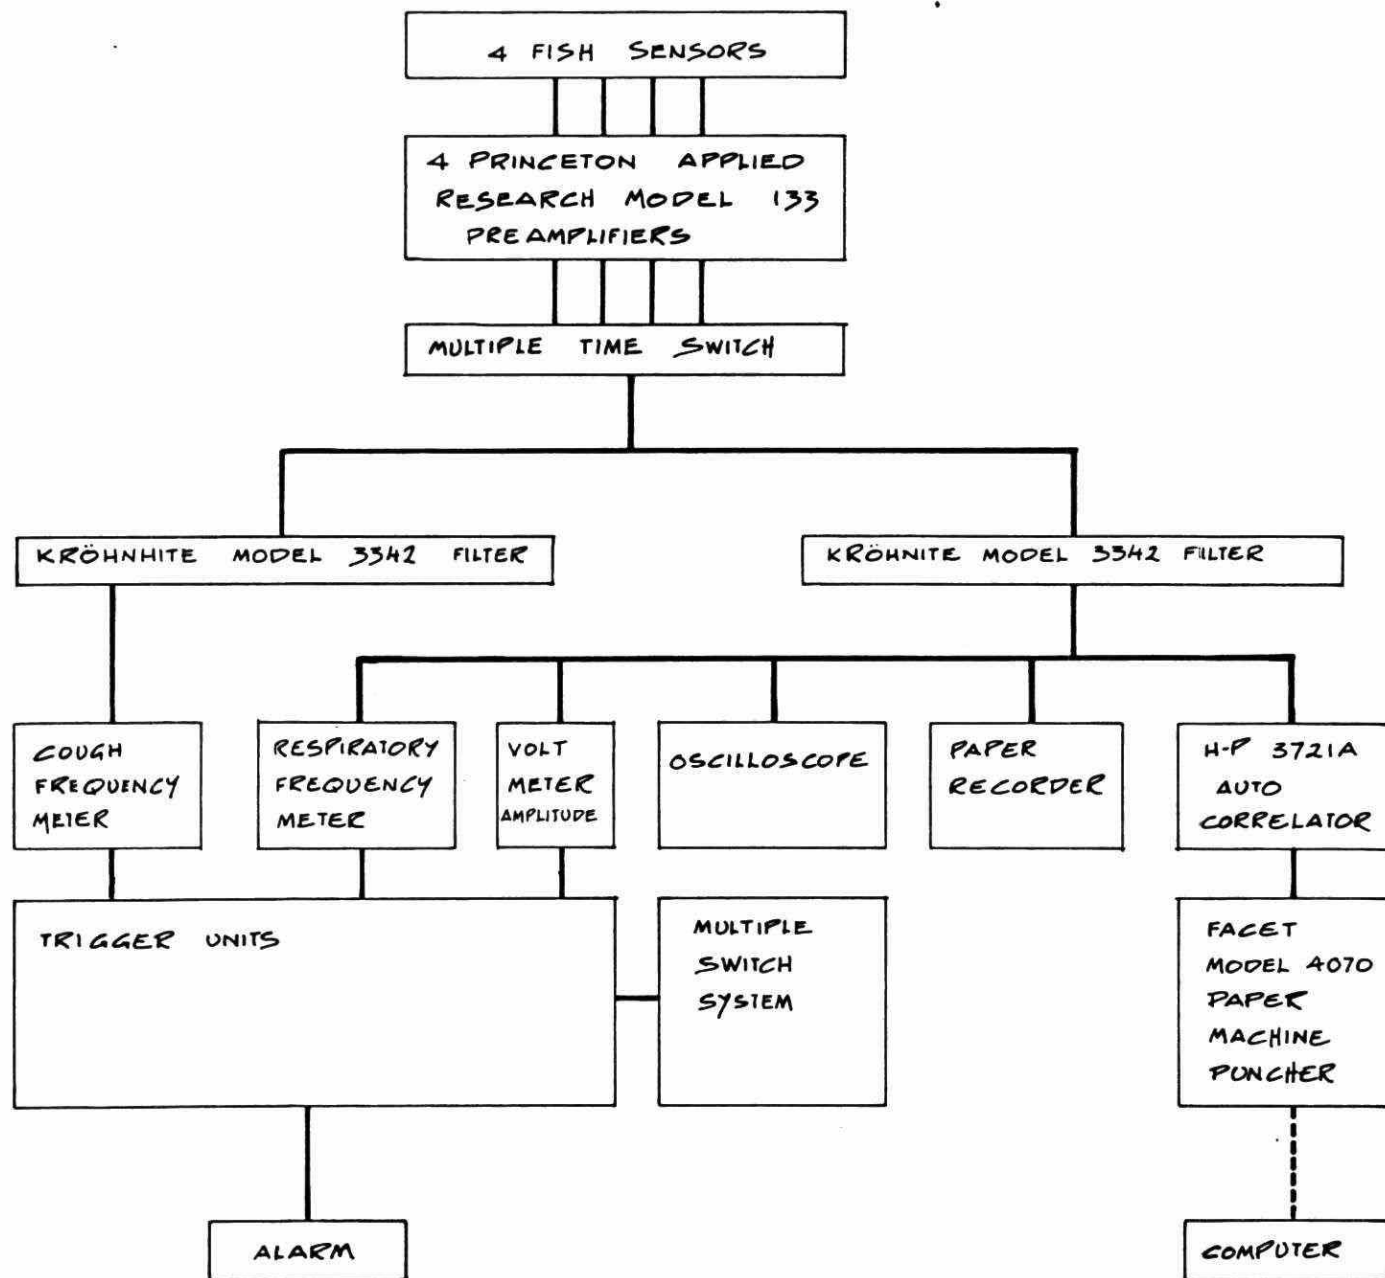 4 FISH SENSORS
4 PRINCETON APPLIED
RESEARCH MODEL 133
PREAMPLIFIERS
MULTIPLE TIME SWITCH
KRÖHNHITE MODEL 3342 FILTER
KRÖHNITE MODEL 3342 FILTER
COUGH
FREQUENCY
METER
RESPIRATORY
FREQUENCY
METER
VOLT
METER
AMPLITUDE
OSCILLOSCOPE
PAPER
RECORDER
H-P 3721A
AUTO
CORRELATOR
TRIGGER UNITS
MULTIPLE
SWITCH
SYSTEM
FACET
MODEL 4070
PAPER
MACHINE
PUNCHER
ALARM
COMPUTER